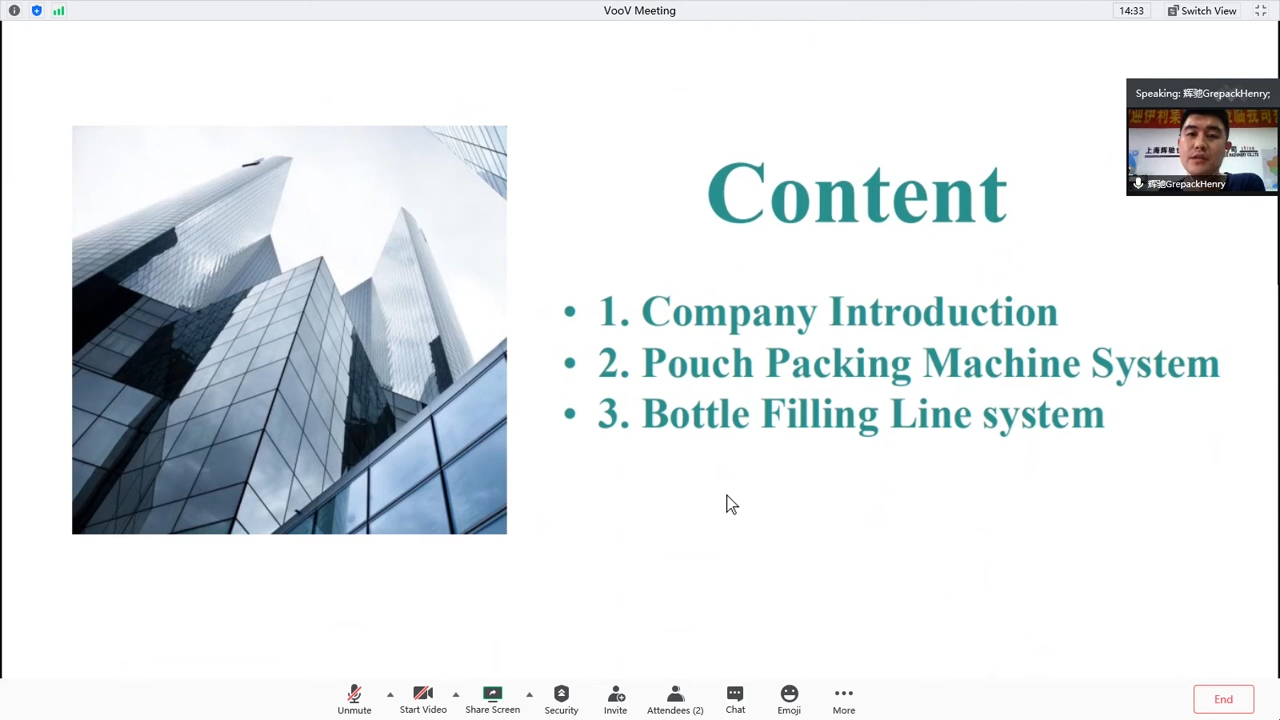 VooV Meeting
14:33
Switch View
Speaking: 辉驰GrepackHenry;
辉驰GrepackHenry
Content
• 1. Company Introduction
• 2. Pouch Packing Machine System
• 3. Bottle Filling Line system
Unmute
Start Video
Share Screen
Security
Invite
Attendees (2)
Chat
Emoji
More
End